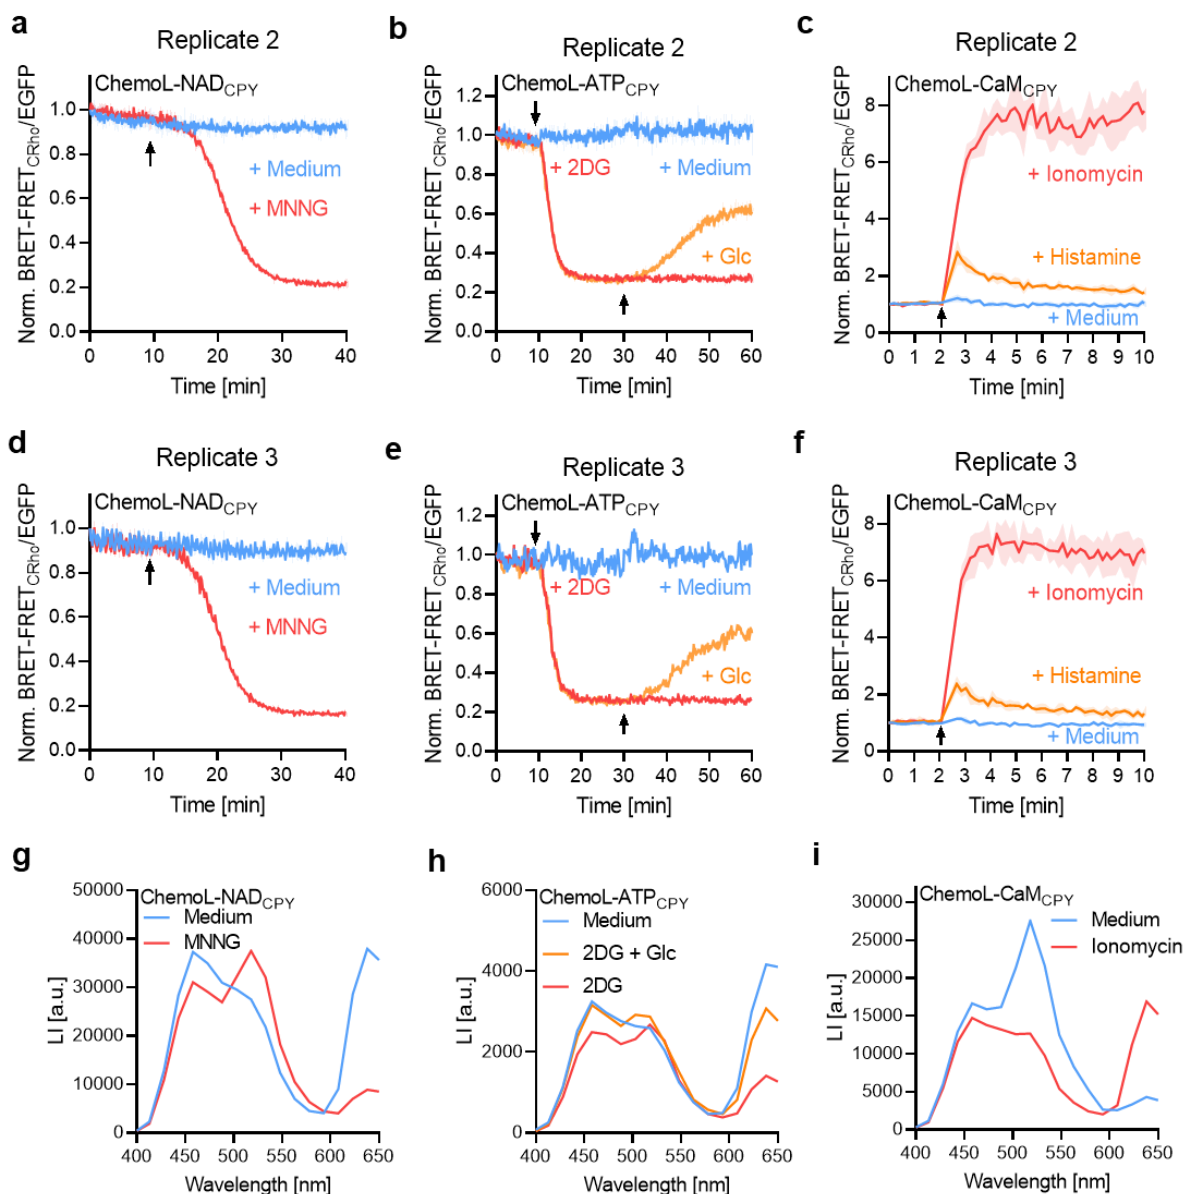 a
Replicate 2
ChemoL-NADCPY
Norm. BRET-FRETCRho/EGFP
1.0
0.8
0.6
0.4
0.2
0.0
+ Medium
+ MNNG
0 10 20 30 40
Time [min]
b
Replicate 2
ChemoL-ATPCPY
Norm. BRET-FRETCRho/EGFP
1.2
1.0
0.8
0.6
0.4
0.2
0.0
+ 2DG
+ Medium
+ Glc
0 10 20 30 40 50 60
Time [min]
c
Replicate 2
ChemoL-CaMCPY
Norm. BRET-FRETCRho/EGFP
8
6
4
2
0
+ Ionomycin
+ Histamine
+ Medium
0 1 2 3 4 5 6 7 8 9 10
Time [min]
d
Replicate 3
ChemoL-NADCPY
Norm. BRET-FRETCRho/EGFP
1.0
0.8
0.6
0.4
0.2
0.0
+ Medium
+ MNNG
0 10 20 30 40
Time [min]
e
Replicate 3
ChemoL-ATPCPY
Norm. BRET-FRETCRho/EGFP
1.2
1.0
0.8
0.6
0.4
0.2
0.0
+ 2DG
+ Medium
+ Glc
0 10 20 30 40 50 60
Time [min]
f
Replicate 3
ChemoL-CaMCPY
Norm. BRET-FRETCRho/EGFP
8
6
4
2
0
+ Ionomycin
+ Histamine
+ Medium
0 1 2 3 4 5 6 7 8 9 10
Time [min]
g
ChemoL-NADCPY
Medium
MNNG
LI [a.u.]
50000
40000
30000
20000
10000
0
400 450 500 550 600 650
Wavelength [nm]
h
ChemoL-ATPCPY
Medium
2DG + Glc
2DG
LI [a.u.]
6000
4000
2000
0
400 450 500 550 600 650
Wavelength [nm]
i
ChemoL-CaMCPY
Medium
Ionomycin
LI [a.u.]
30000
25000
20000
15000
10000
5000
0
400 450 500 550 600 650
Wavelength [nm]